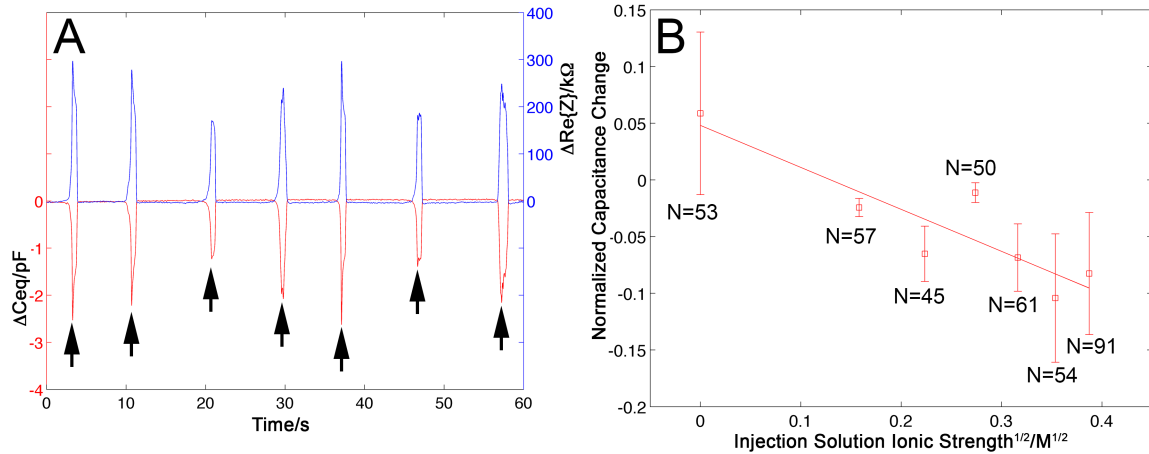 A
400
300
200
100
0
ΔRe{Z}/kΩ
0
-1
-2
-3
-4
ΔCeq/pF
0 10 20 30 40 50 60
Time/s
B
0.15
0.1
0.05
0
-0.05
-0.1
-0.15
-0.2
Normalized Capacitance Change
N=53
N=57
N=45
N=50
N=61
N=54
N=91
0 0.1 0.2 0.3 0.4
Injection Solution Ionic Strength^1/2/M^1/2